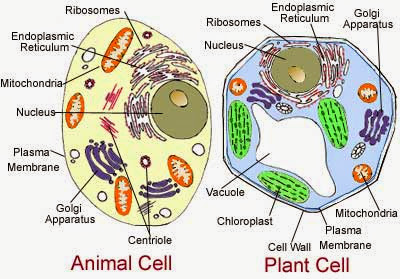 Ribosomes
Endoplasmic
Reticulum
Mitochondria
Nucleus
Plasma
Membrane
Golgi
Apparatus
Centriole
Animal Cell
Endoplasmic
Reticulum
Ribosomes
Nucleus
Golgi
Apparatus
Vacuole
Chloroplast
Cell Wall
Plasma
Membrane
Mitochondria
Plant Cell